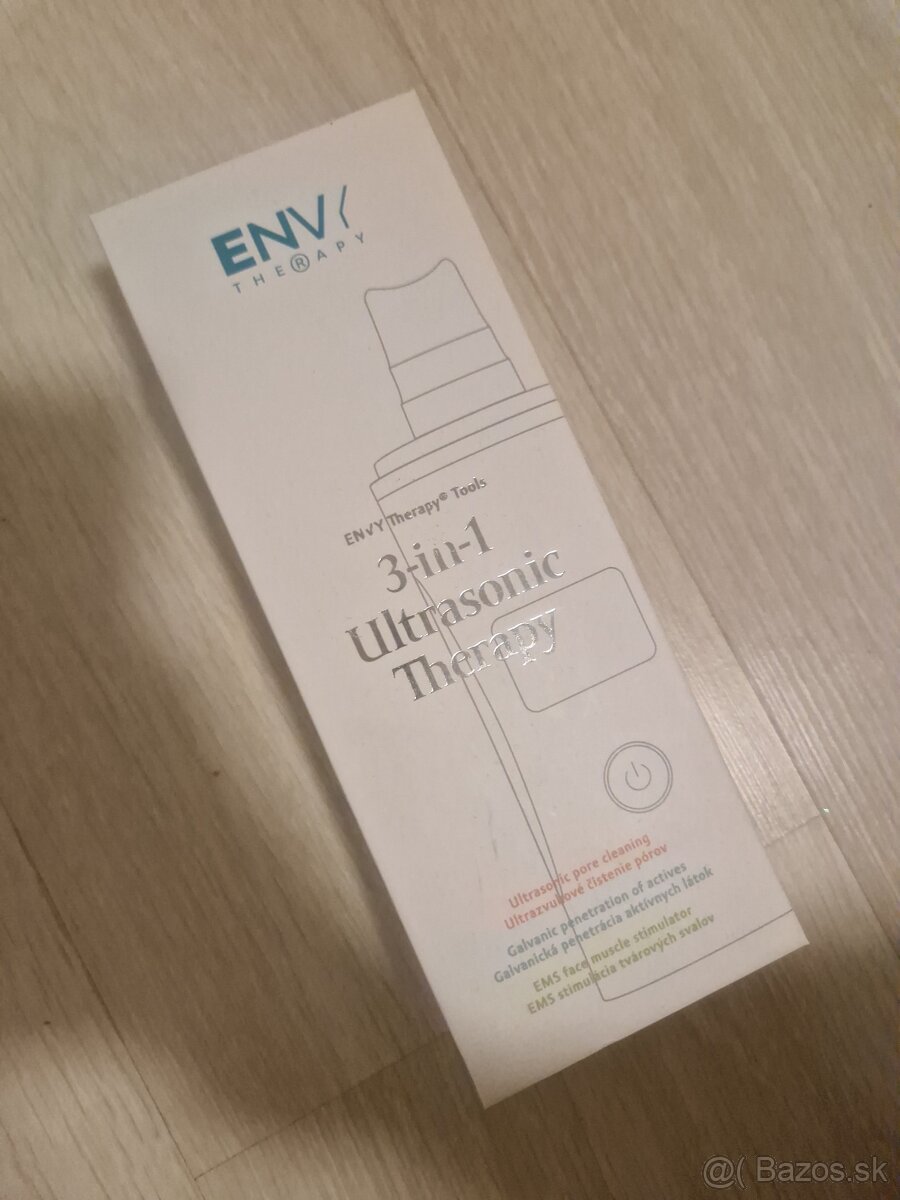 ENVY
THERAPY
ENVY Therapy® Tools
3-in-1
Ultrasonic
Therapy
Ultrasonic pore cleaning
Ultrazvukové čistenie pórov
Galvanic penetration of actives
Galvanická penetrácia aktívnych látok
EMS face muscle stimulator
EMS stimulácia tvárových svalov
@( Bazos.sk